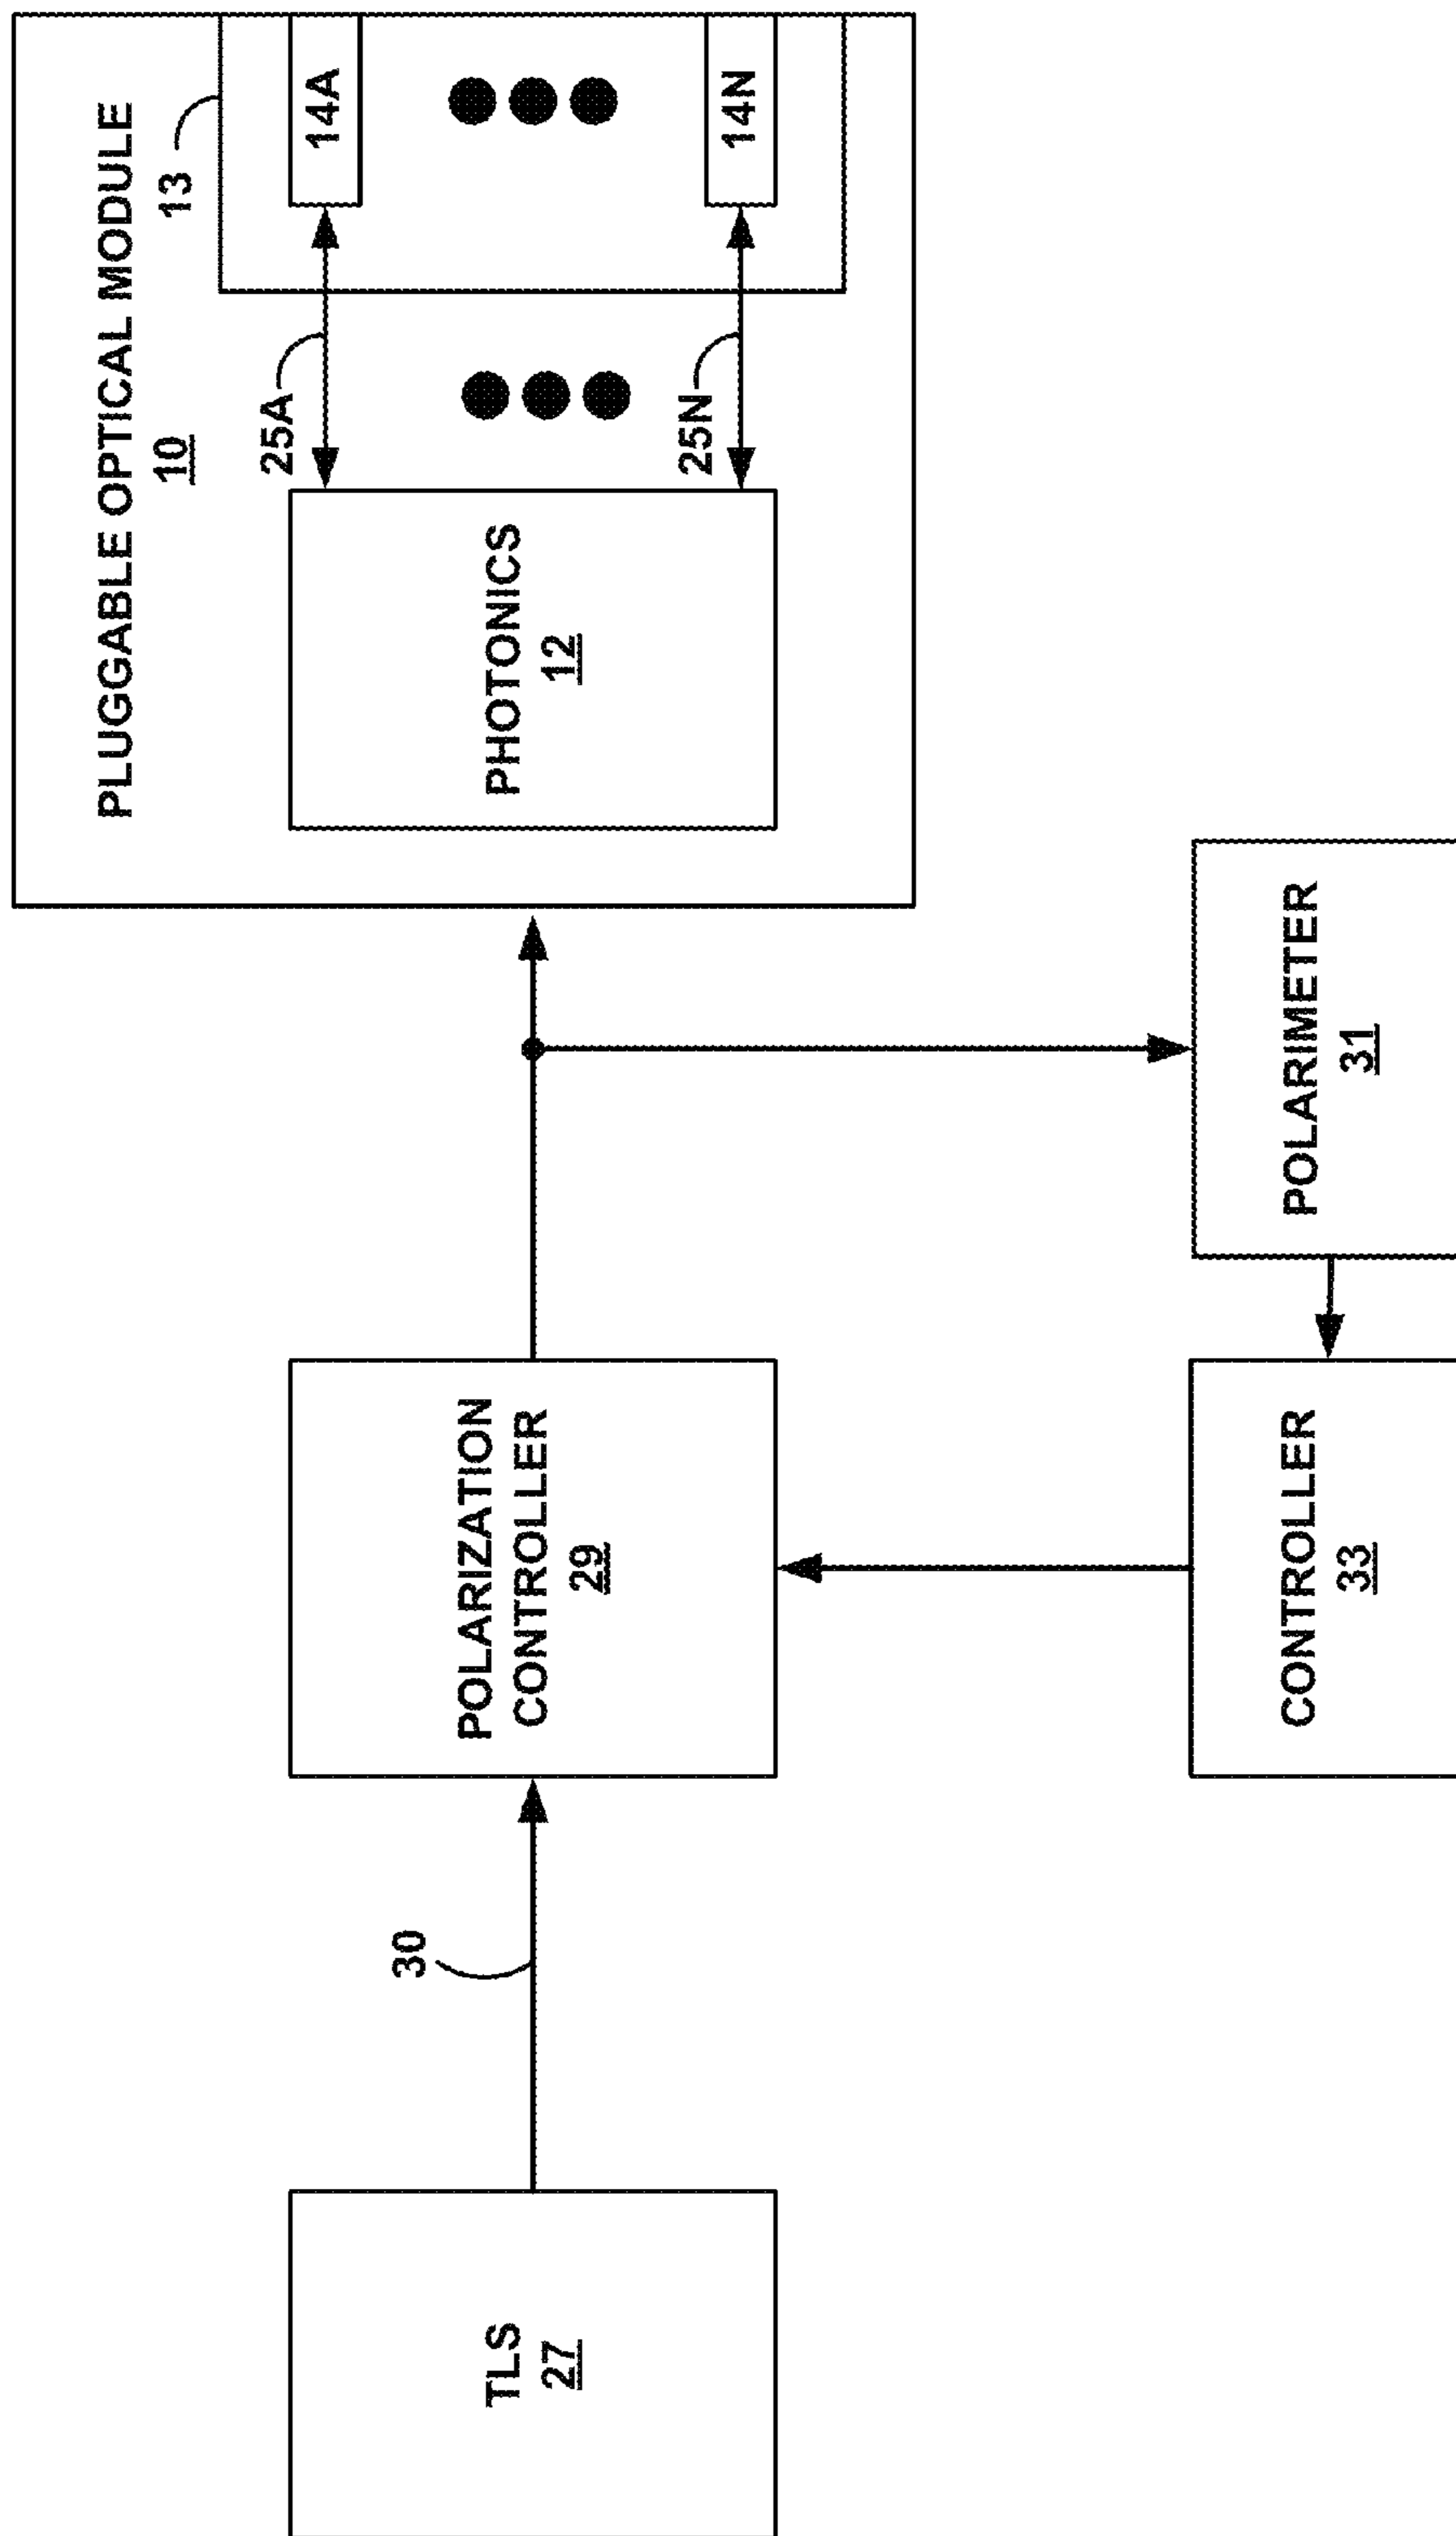 PLUGGABLE OPTICAL MODULE
10
13
14A
14N
25A
25N
PHOTONICS
12
TLS
27
30
POLARIZATION
CONTROLLER
29
POLARIMETER
31
CONTROLLER
33